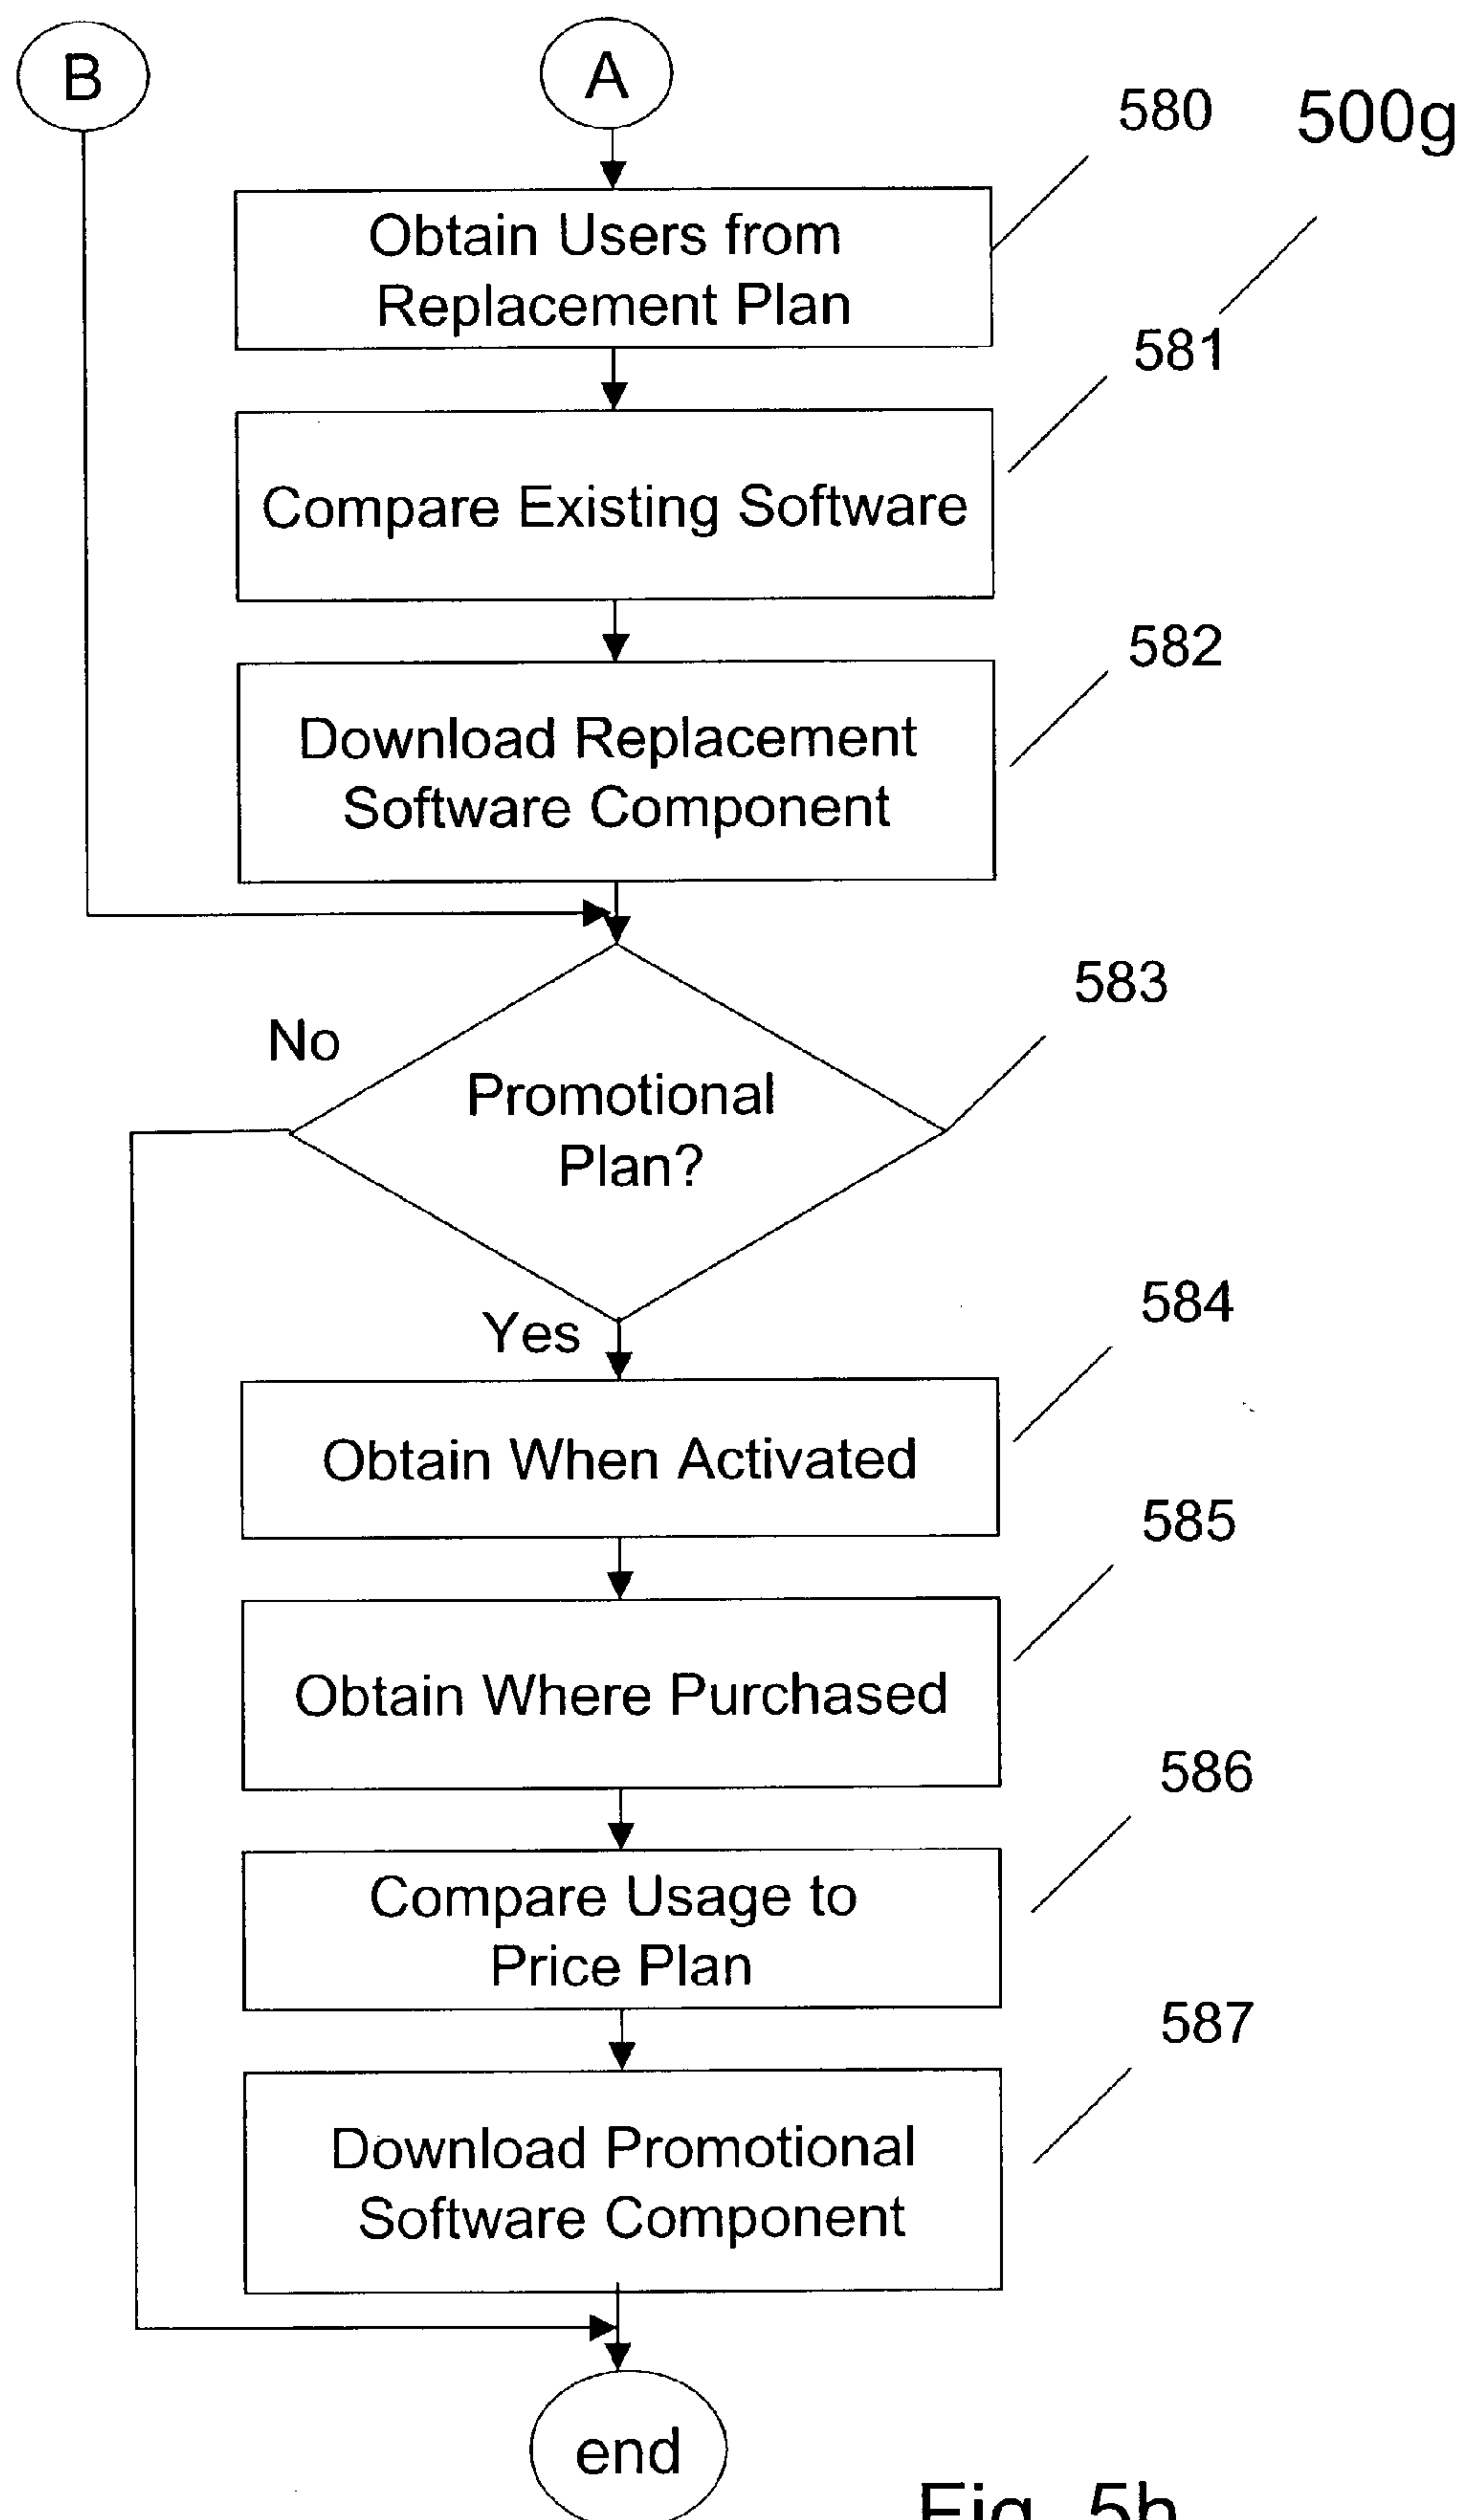 B
A
580
500g
Obtain Users from
Replacement Plan
581
Compare Existing Software
582
Download Replacement
Software Component
583
No
Promotional
Plan?
Yes
584
Obtain When Activated
585
Obtain Where Purchased
586
Compare Usage to
Price Plan
587
Download Promotional
Software Component
end
Fig. 5h